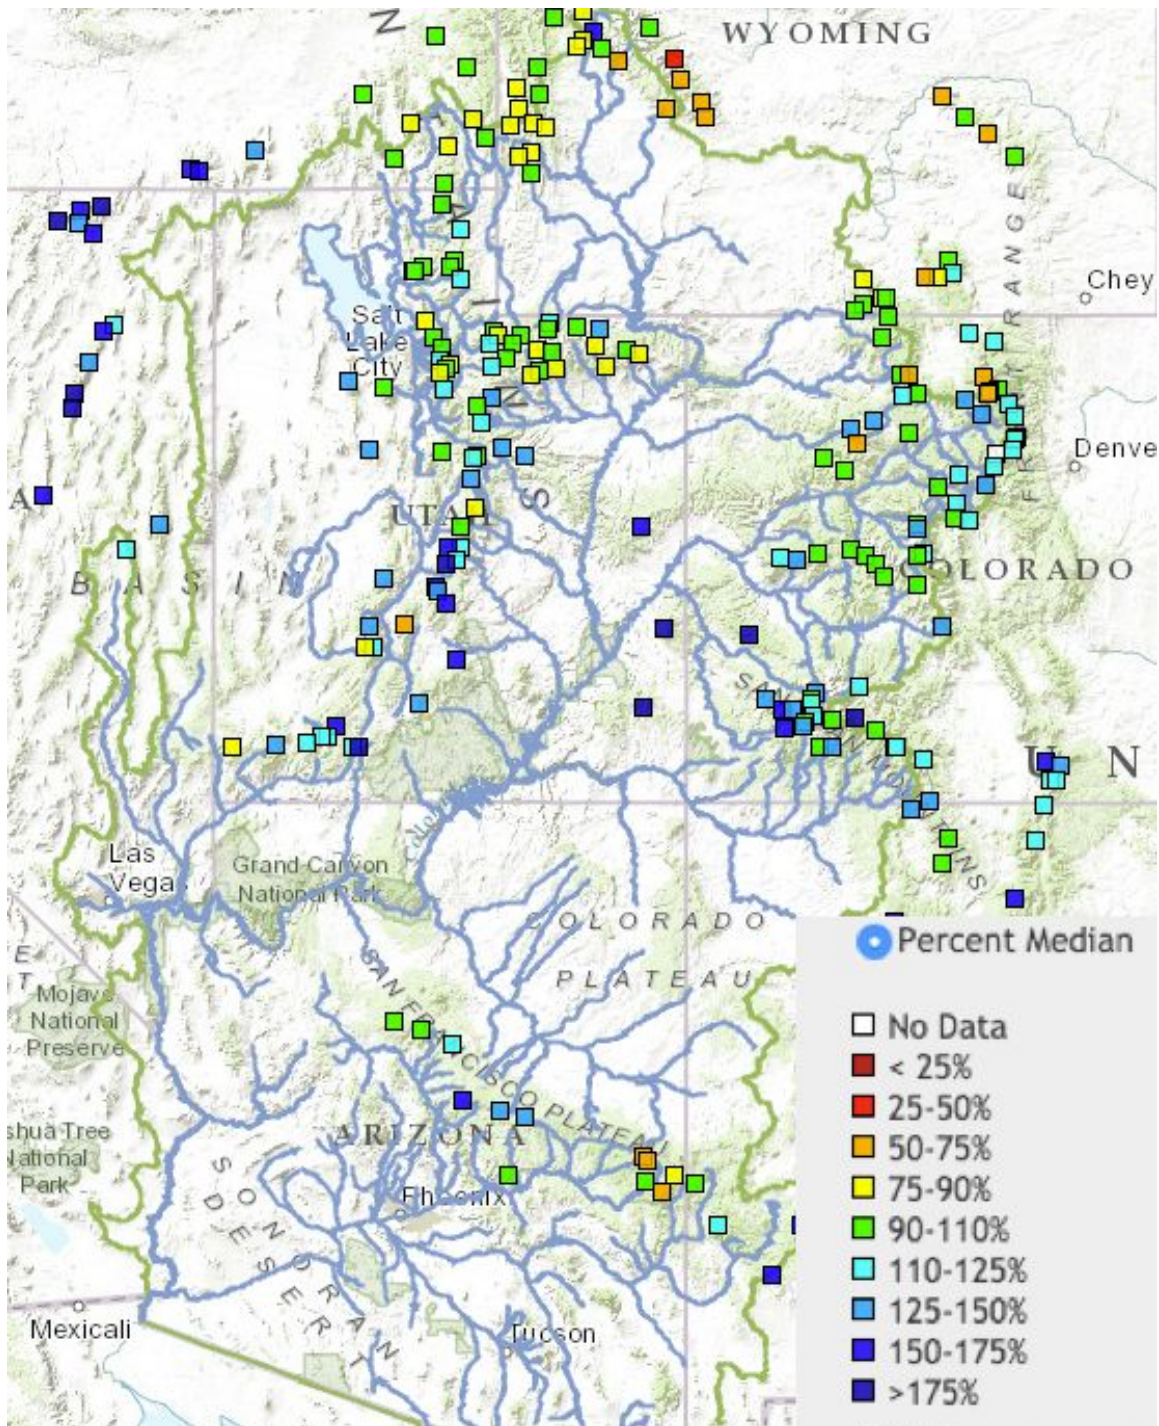 WYOMING
Chey
RANGE
Salt
Lake
City
Denve
UTAH
A
BASIN
COLORADO
SAN
U N
Las
Vegas
Grand Canyon
National Park
COLORADO
PLATEAU
Percent Median
E
T
Mojave
National
Preserve
SAN FRANCISCO PLATEAU
No Data
< 25%
25-50%
shua Tree
National
Park
ARIZONA
50-75%
75-90%
SONORAN
DESERT
Phoenix
90-110%
110-125%
Mexicali
Tucson
125-150%
150-175%
>175%